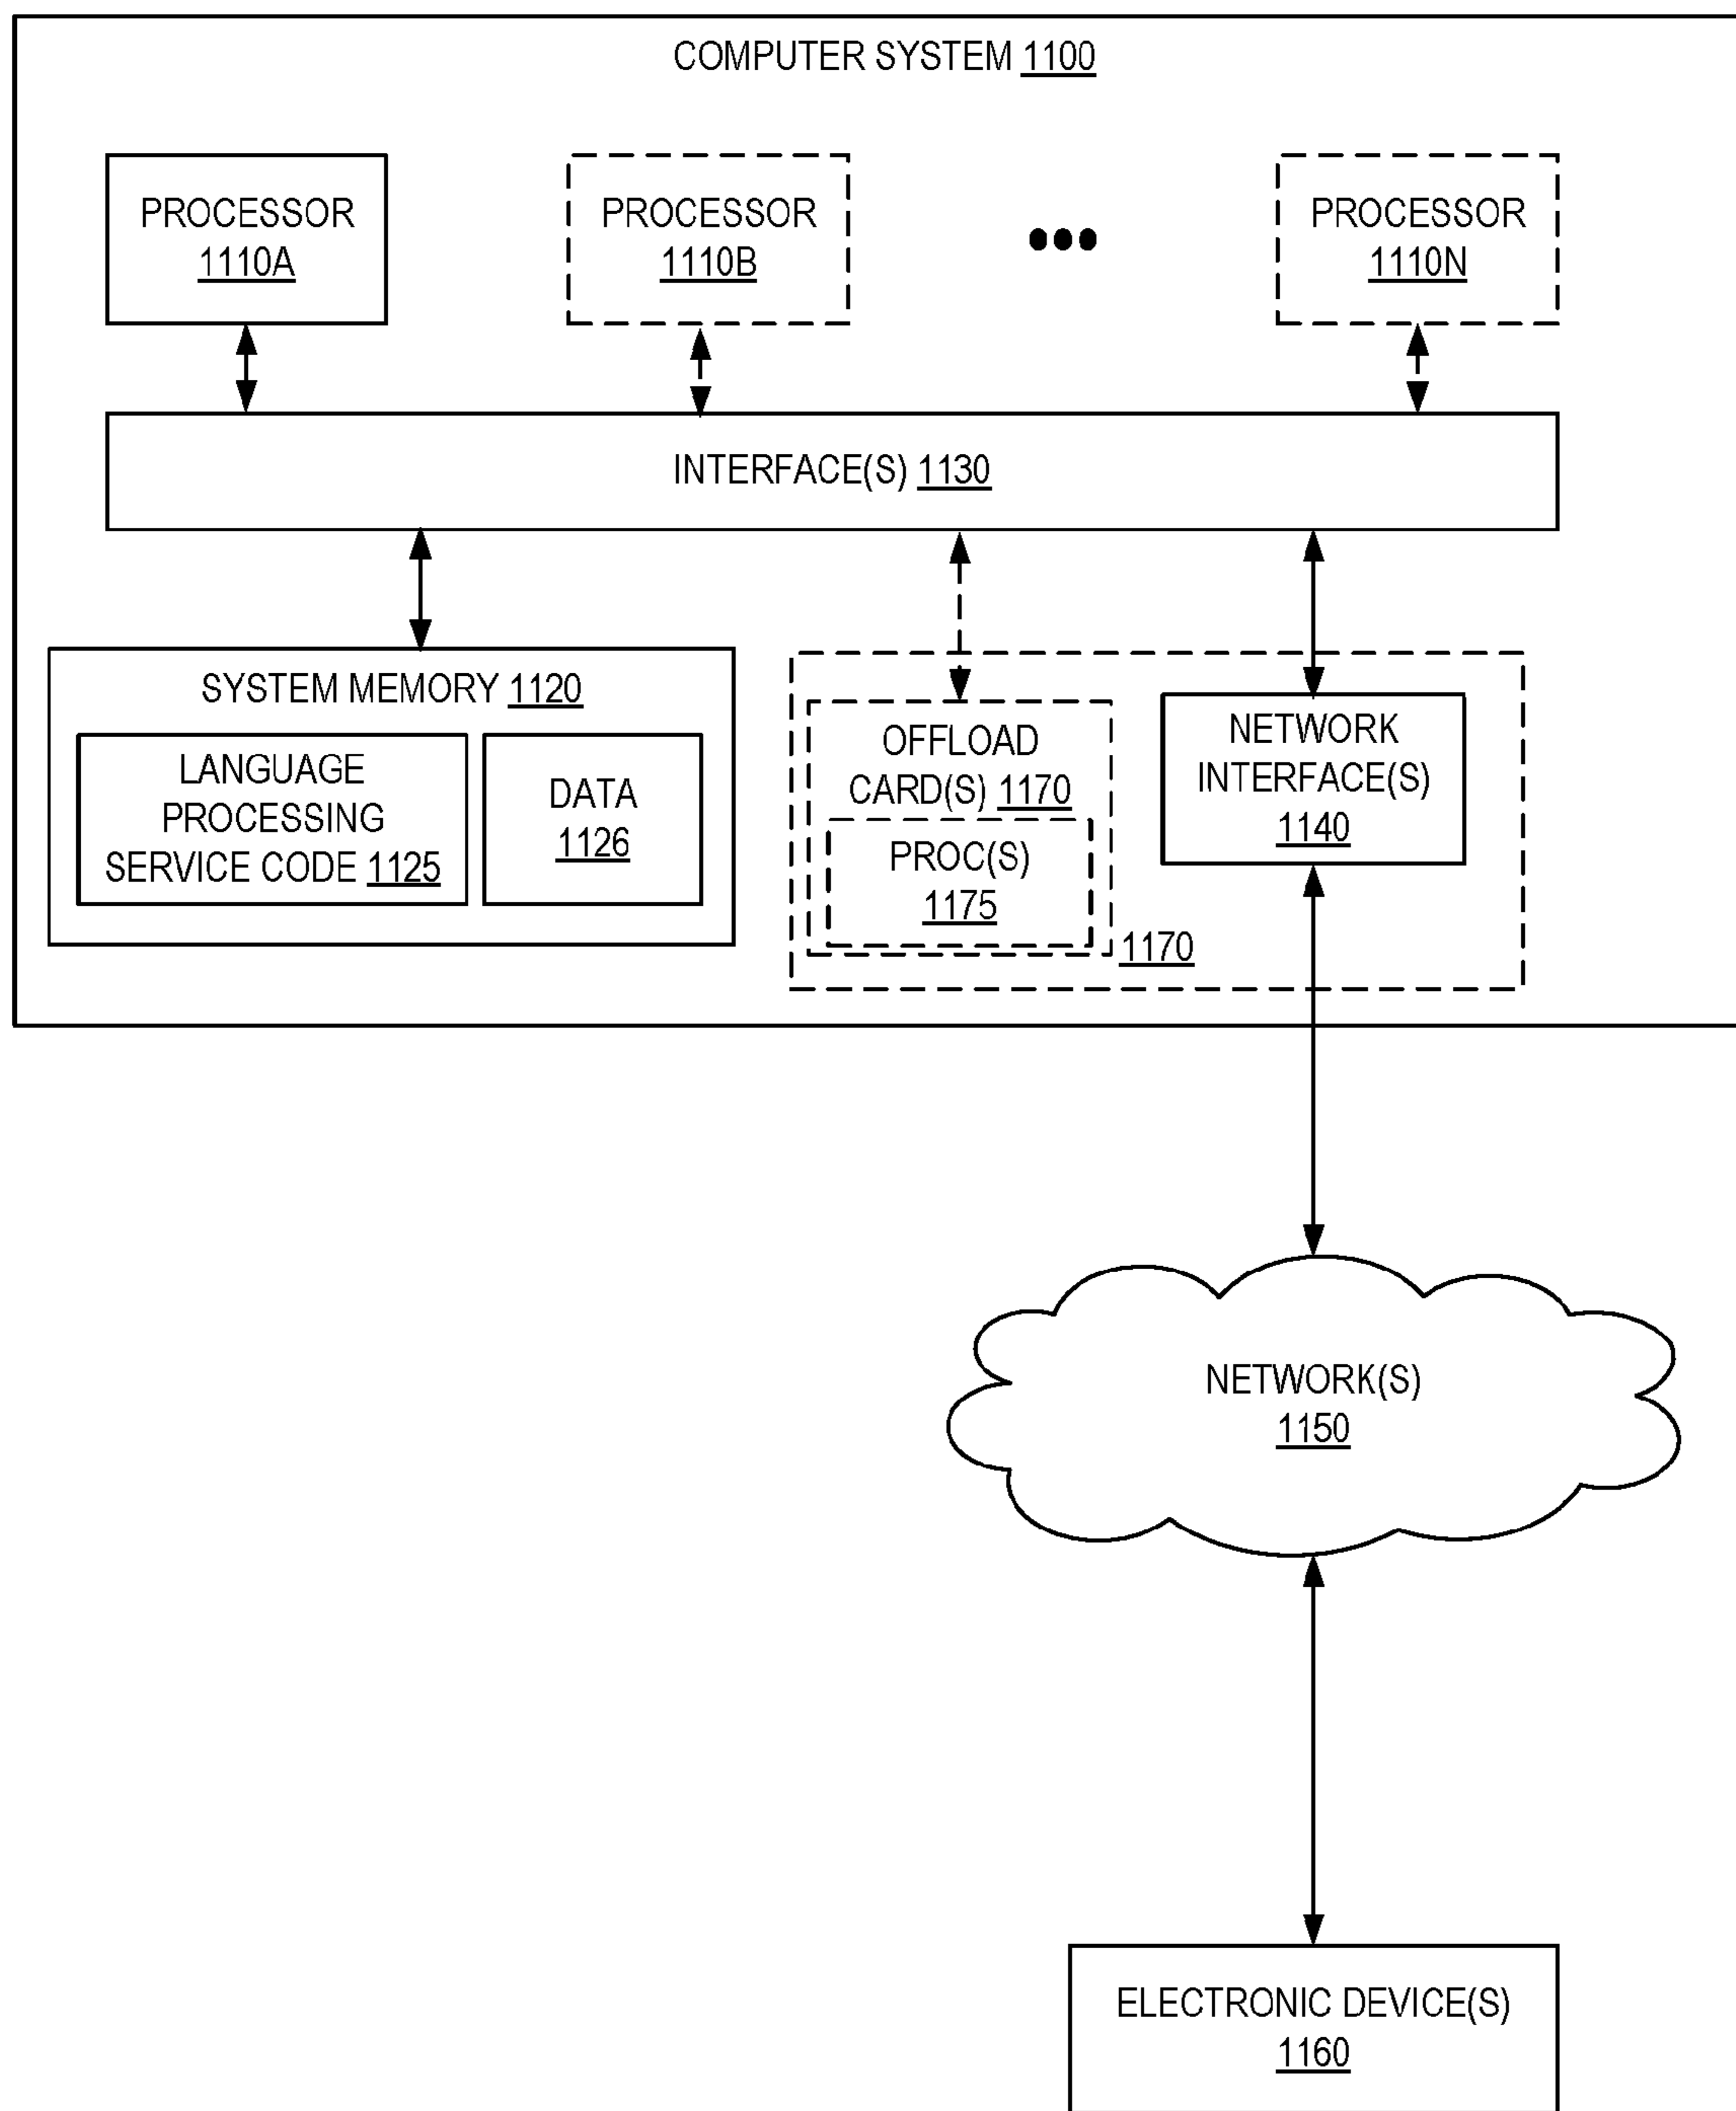 COMPUTER SYSTEM 1100
PROCESSOR
1110A
PROCESSOR
1110B
PROCESSOR
1110N
INTERFACE(S) 1130
SYSTEM MEMORY 1120
LANGUAGE
PROCESSING
SERVICE CODE 1125
DATA
1126
OFFLOAD
CARD(S) 1170
PROC(S)
1175
1170
NETWORK
INTERFACE(S)
1140
NETWORK(S)
1150
ELECTRONIC DEVICE(S)
1160